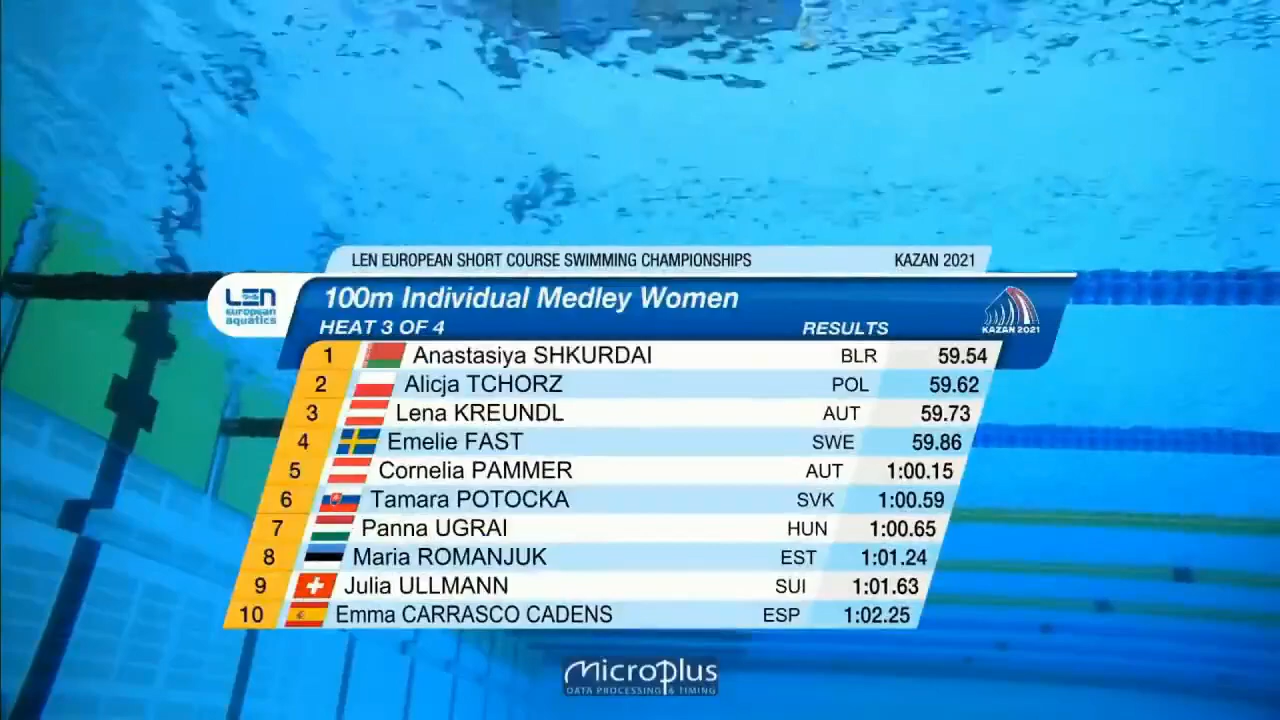 LEN EUROPEAN SHORT COURSE SWIMMING CHAMPIONSHIPS KAZAN 2021
LEN european aquatics
100m Individual Medley Women
HEAT 3 OF 4 RESULTS
KAZAN 2021
1 Anastasiya SHKURDAI BLR 59.54
2 Alicja TCHORZ POL 59.62
3 Lena KREUNDL AUT 59.73
4 Emelie FAST SWE 59.86
5 Cornelia PAMMER AUT 1:00.15
6 Tamara POTOCKA SVK 1:00.59
7 Panna UGRAI HUN 1:00.65
8 Maria ROMANJUK EST 1:01.24
9 Julia ULLMANN SUI 1:01.63
10 Emma CARRASCO CADENS ESP 1:02.25
Microplus
DATA PROCESSING & TIMING